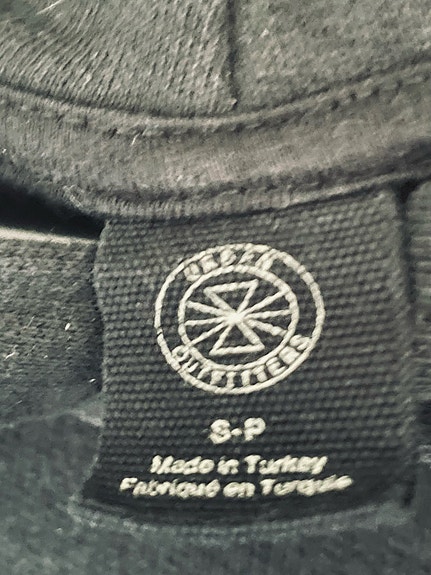 URBAN
OUTFITTERS
S-P
Made in Turkey
Fabriqué en Turquie